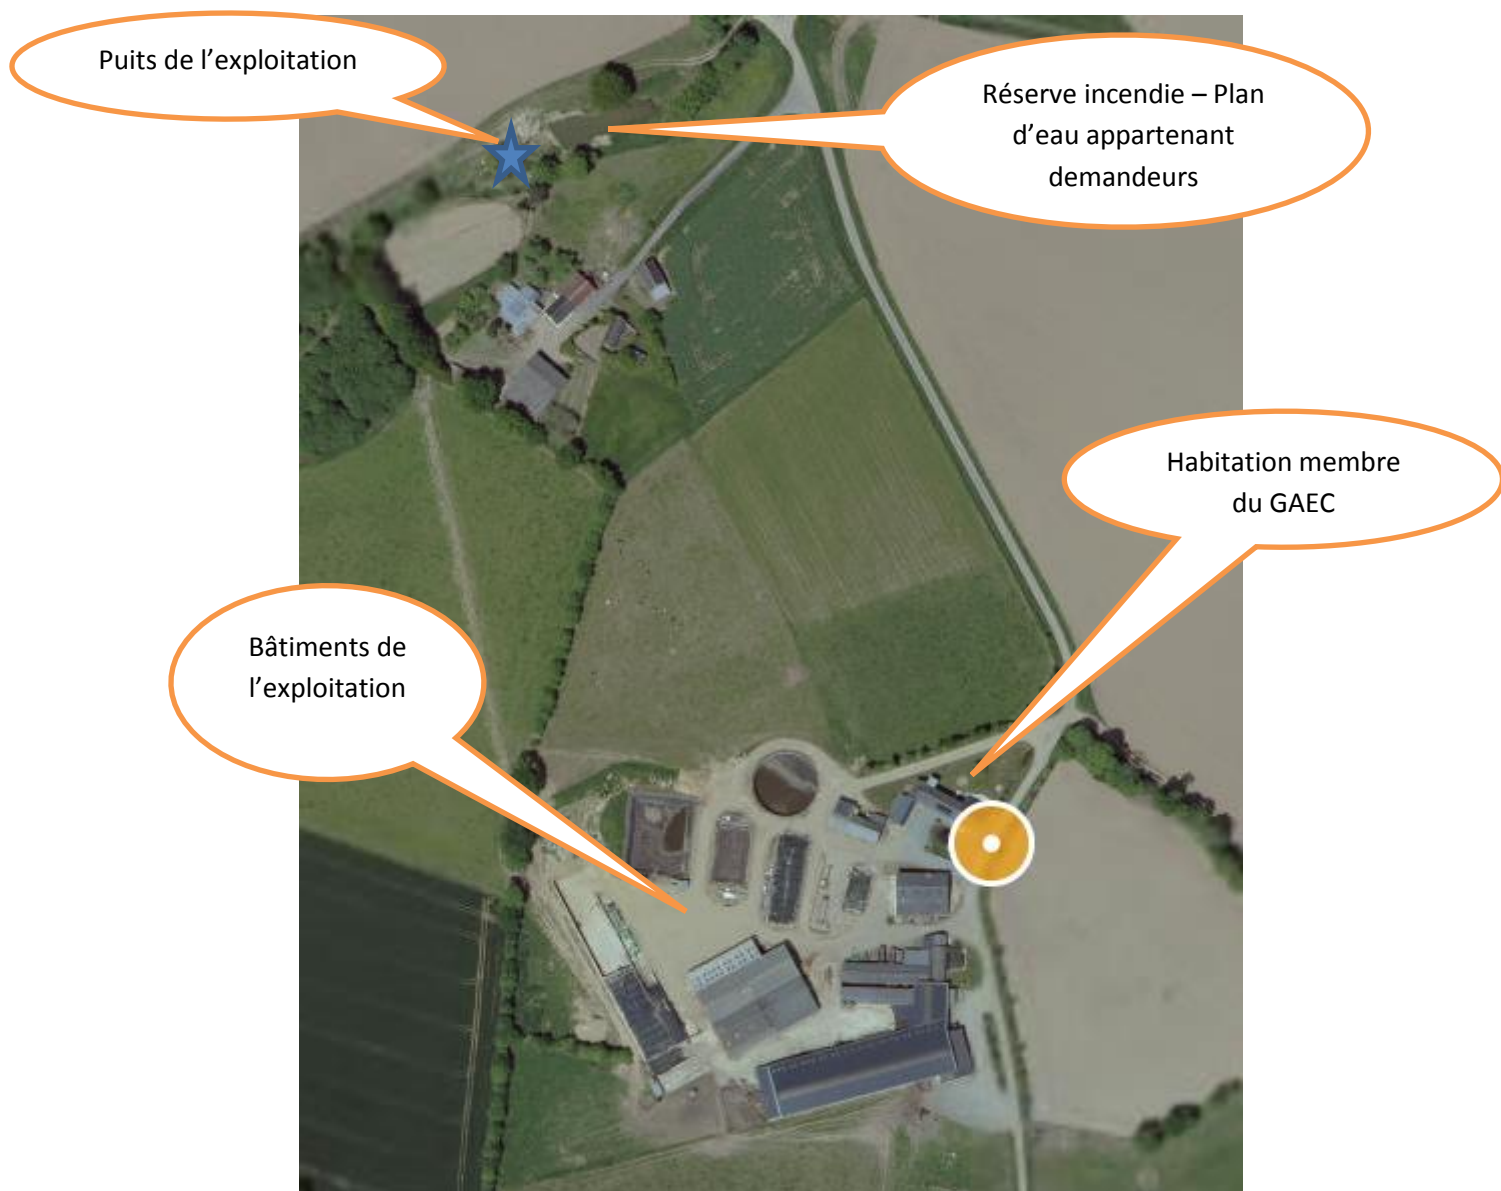 Puits de l’exploitation
Réserve incendie – Plan
d’eau appartenant
demandeurs
Habitation membre
du GAEC
Bâtiments de
l’exploitation